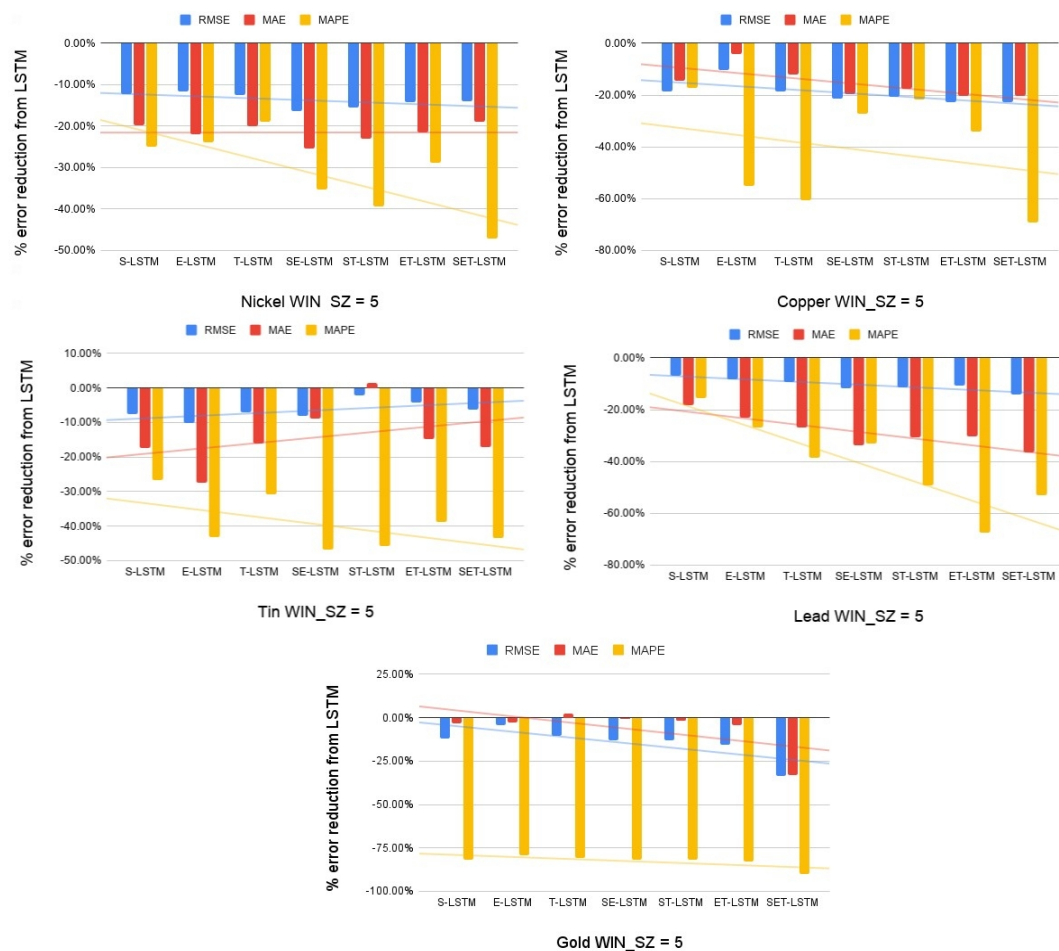 RMSE MAE MAPE
% error reduction from LSTM
0.00%
-10.00%
-20.00%
-30.00%
-40.00%
-50.00%
S-LSTM E-LSTM T-LSTM SE-LSTM ST-LSTM ET-LSTM SET-LSTM
Nickel WIN_SZ = 5
RMSE MAE MAPE
% error reduction from LSTM
0.00%
-20.00%
-40.00%
-60.00%
-80.00%
S-LSTM E-LSTM T-LSTM SE-LSTM ST-LSTM ET-LSTM SET-LSTM
Copper WIN_SZ = 5
RMSE MAE MAPE
% error reduction from LSTM
10.00%
0.00%
-10.00%
-20.00%
-30.00%
-40.00%
-50.00%
S-LSTM E-LSTM T-LSTM SE-LSTM ST-LSTM ET-LSTM SET-LSTM
Tin WIN_SZ = 5
RMSE MAE MAPE
% error reduction from LSTM
0.00%
-20.00%
-40.00%
-60.00%
-80.00%
S-LSTM E-LSTM T-LSTM SE-LSTM ST-LSTM ET-LSTM SET-LSTM
Lead WIN_SZ = 5
RMSE MAE MAPE
% error reduction from LSTM
25.00%
0.00%
-25.00%
-50.00%
-75.00%
-100.00%
S-LSTM E-LSTM T-LSTM SE-LSTM ST-LSTM ET-LSTM SET-LSTM
Gold WIN_SZ = 5